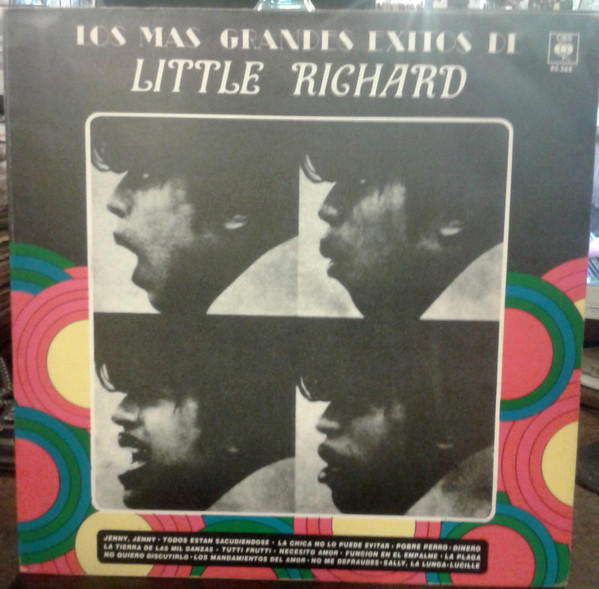 LOS MAS GRANDES EXITOS DE
LITTLE RICHARD
CBS
JENNY, JENNY • TODOS ESTAN SACUDIENDOSE • LA CHICA NO LO PUEDE EVITAR • POBRE PERRO • DINERO
LA TIERRA DE LAS MIL DANZAS • TUTTI FRUTTI • NECESITO AMOR • FUNCION EN EL EMPALME • LA PLAGA
NO QUIERO DISCUTIRLO • LOS MANDAMIENTOS DEL AMOR • NO ME DEFRAUDES • SALLY, LA LUNGA • LUCILLE